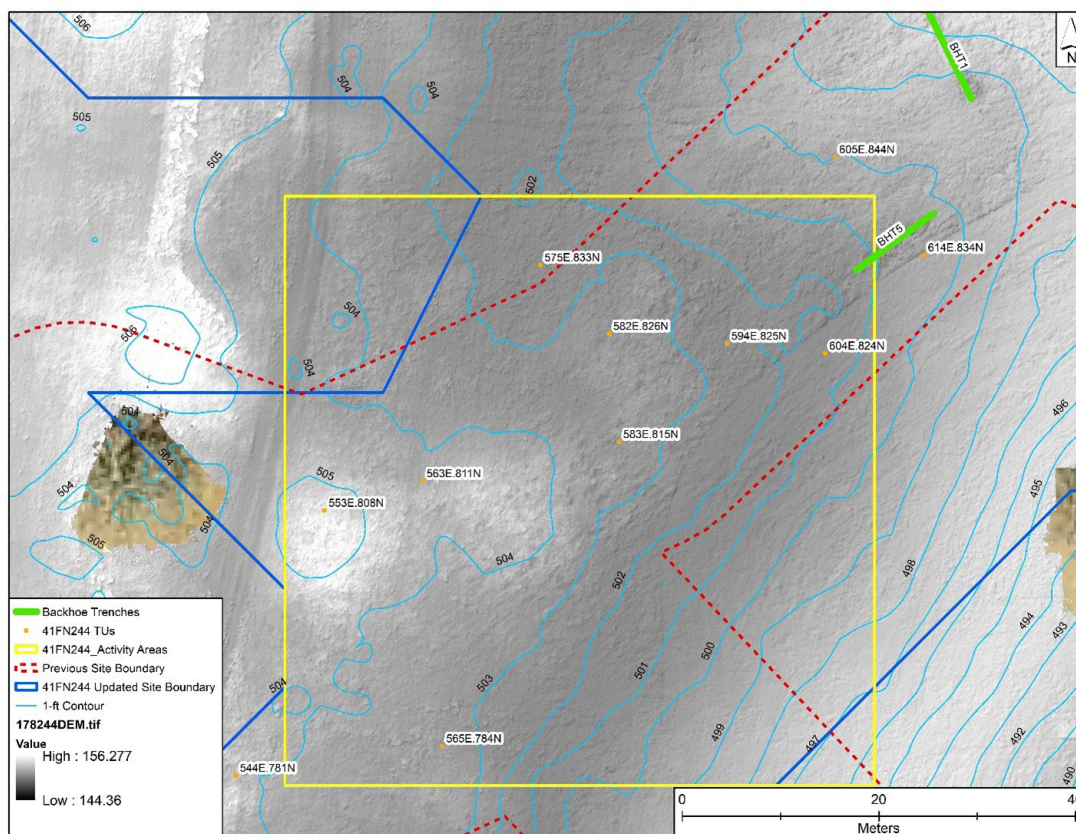 506
505
504
504
BHT1
N
505
502
605E.844N
BHT5
614E.834N
575E.833N
504
506
582E.826N
594E.825N
604E.824N
504
496
504
583E.815N
504
563E.811N
505
495
504
553E.808N
504
505
504
498
502
494
493
500
501
504
503
499
497
492
565E.784N
544E.781N
490
Backhoe Trenches
41FN244 TUs
41FN244_Activity Areas
Previous Site Boundary
41FN244 Updated Site Boundary
1-ft Contour
178244DEM.tif
Value
High : 156.277
Low : 144.36
0 20 40
Meters